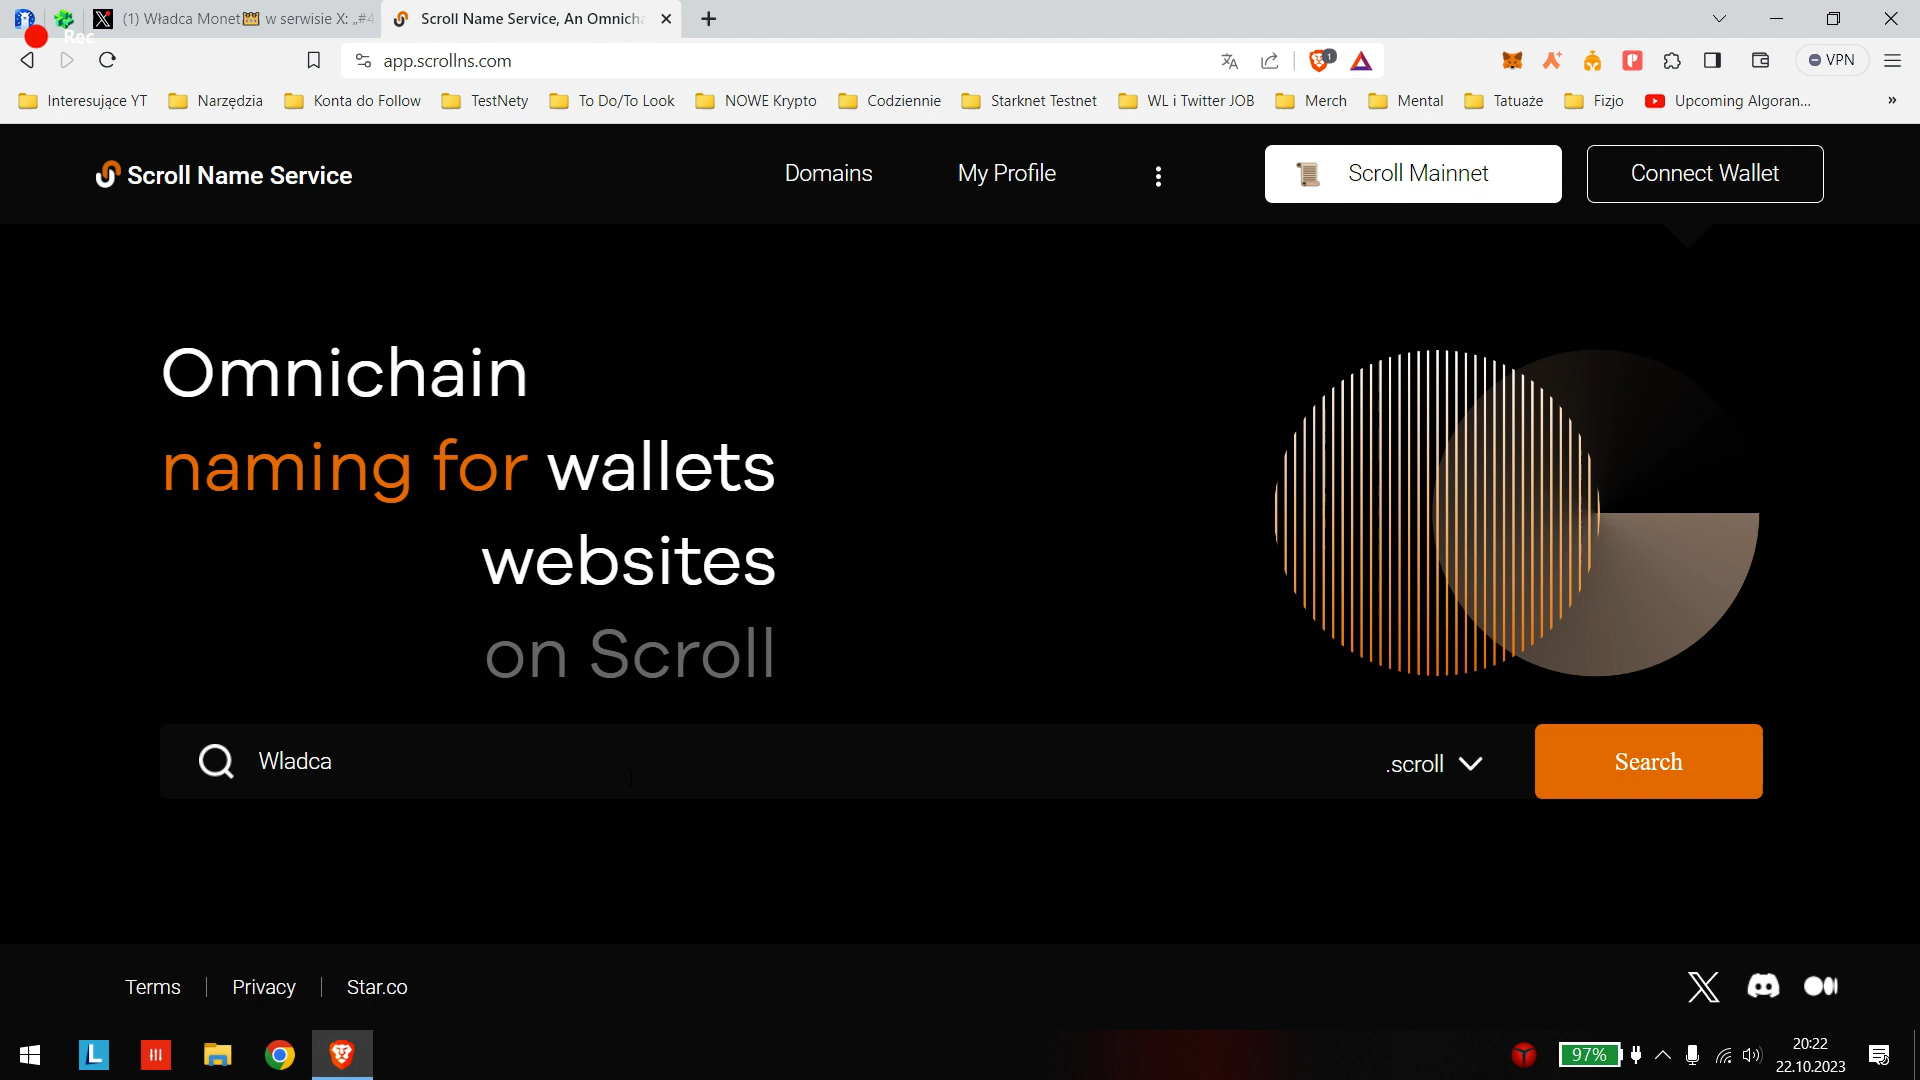 Rec
(1) Władca Monet w serwisie X: „#4
Scroll Name Service, An Omnicha
app.scrollns.com
1
VPN
Interesujące YT
Narzędzia
Konta do Follow
TestNety
To Do/To Look
NOWE Krypto
Codziennie
Starknet Testnet
WL i Twitter JOB
Merch
Mental
Tatuaże
Fizjo
Upcoming Algoran...
»
Scroll Name Service
Domains
My Profile
Scroll Mainnet
Connect Wallet
Omnichain
naming for wallets
websites
on Scroll
Wladca
.scroll
Search
Terms
Privacy
Star.co
97%
20:22
22.10.2023